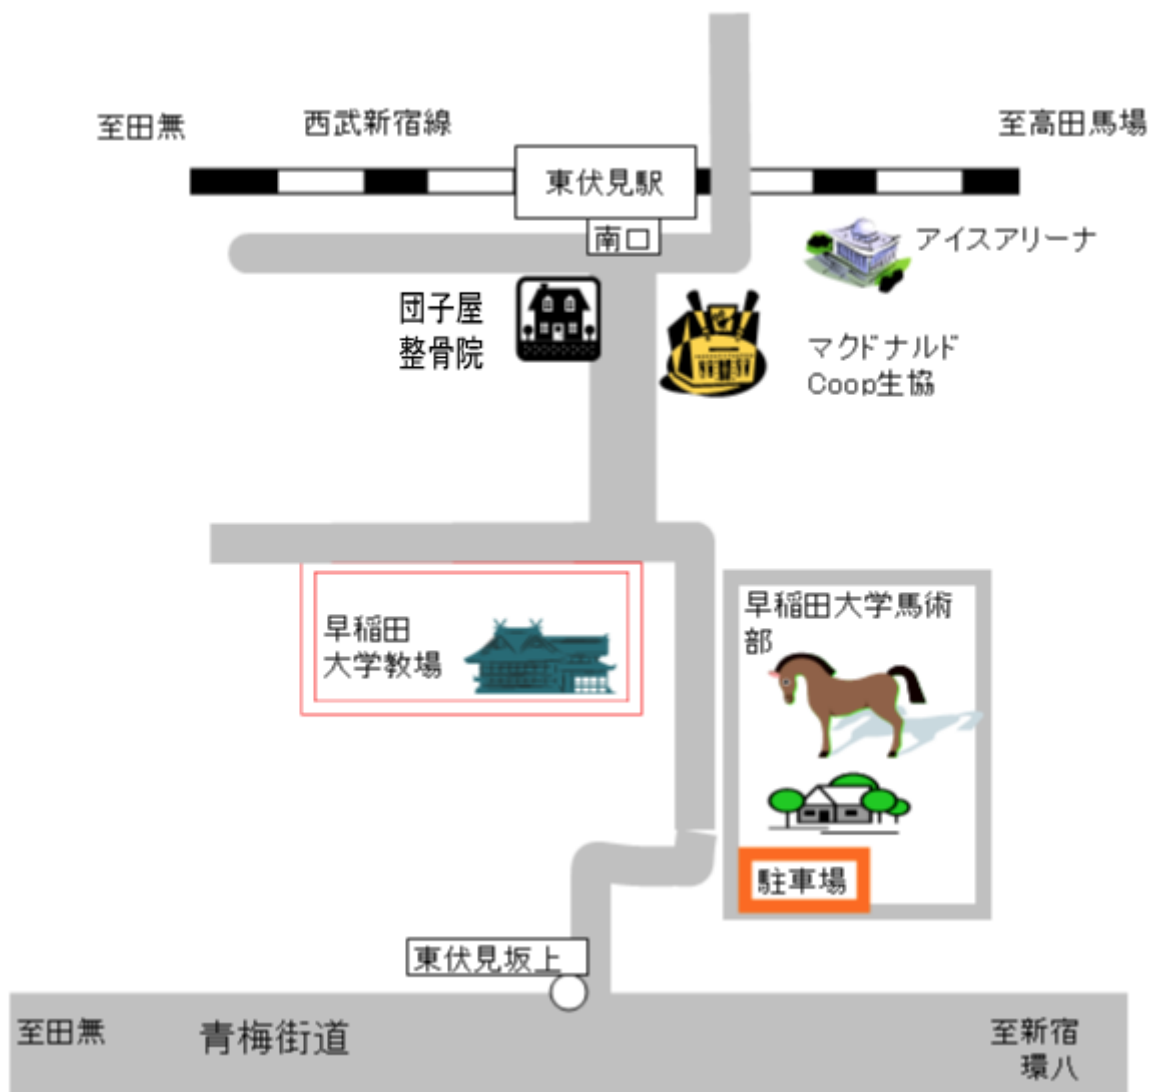 至田無
西武新宿線
至高田馬場
東伏見駅
南口
アイスアリーナ
団子屋
整骨院
マクドナルド
Coop生協
早稲田
大学教場
早稲田大学馬術
部
駐車場
東伏見坂上
至田無
青梅街道
至新宿
環八